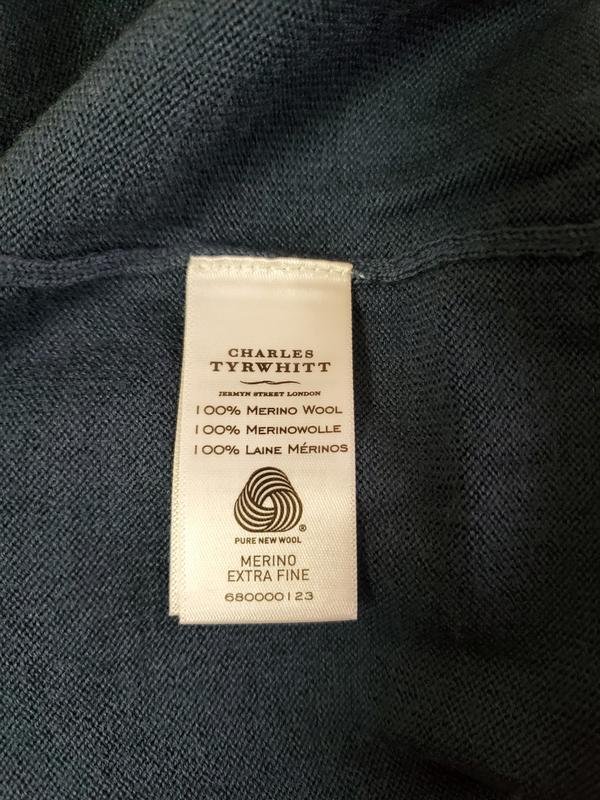 CHARLES
TYRWHITT
JERMYN STREET LONDON
100% MERINO WOOL
100% MERINOWOLLE
100% LAINE MÉRINOS
®
PURE NEW WOOL
MERINO
EXTRA FINE
680000123